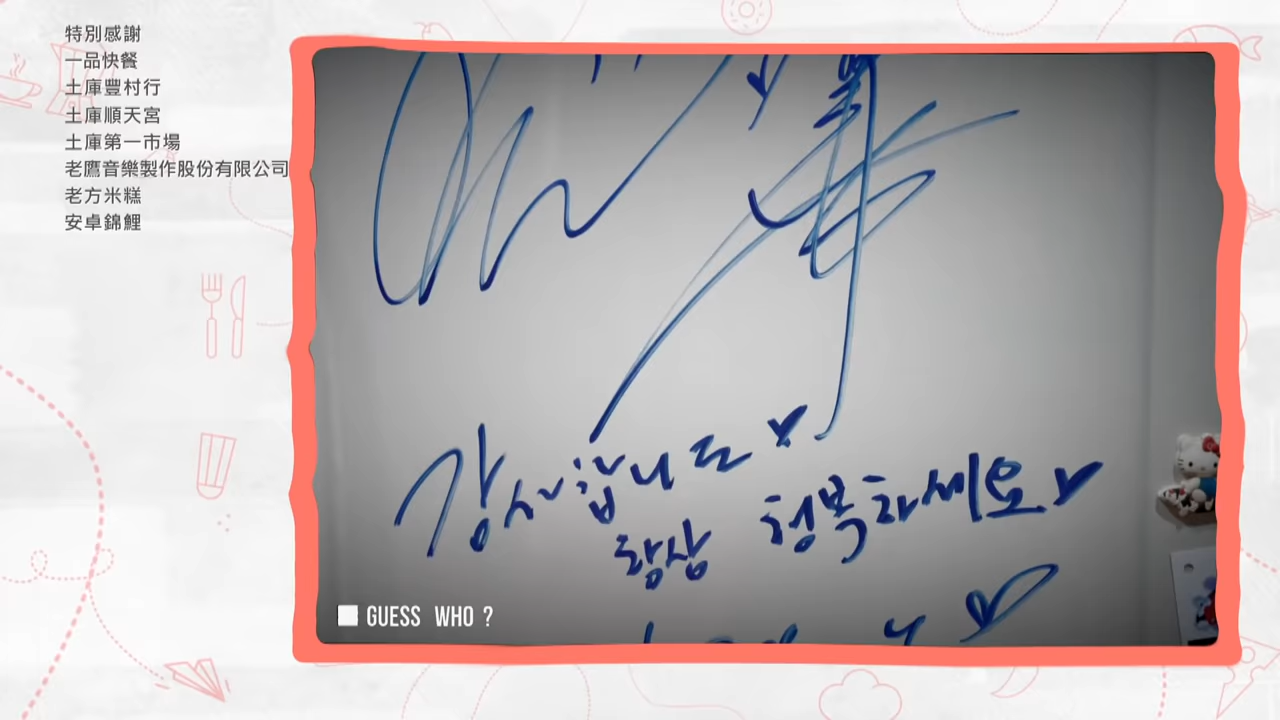 特別感謝
一品快餐
土庫豐村行
土庫順天宮
土庫第一市場
老鷹音樂製作股份有限公司
老方米糕
安卓錦鯉
감사합니다
항상 행복하세요
GUESS WHO ?